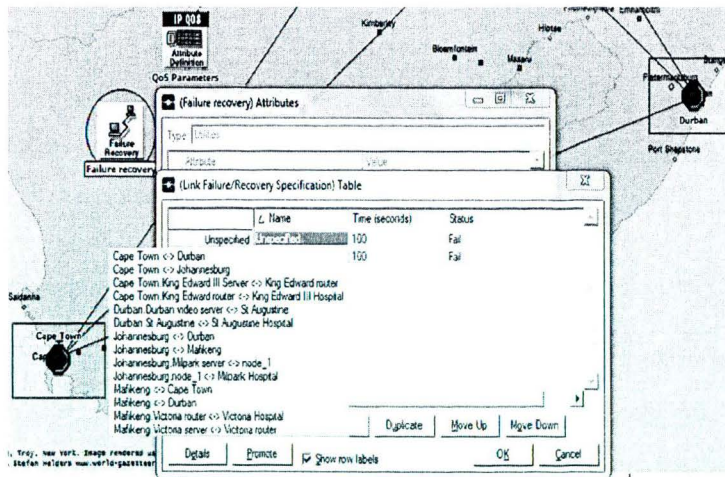 IP QOS
Attribute
Definition
QoS Parameters
Kimberley
Bloemfontein
Maseru
Hlotse
Pietermaritzburg
Durban
Port Shepstone
Failure
Recovery
Failure recovery
(Failure recovery) Attributes
Type: Utilities
Attribute Value
(Link Failure/Recovery Specification) Table
Name Time (seconds) Status
Unspecified Unspecified 100 Fail
100 Fail
Cape Town <-> Durban
Cape Town <-> Johannesburg
Cape Town.King Edward III Server <-> King Edward router
Cape Town.King Edward router <-> King Edward III Hospital
Durban.Durban video server <-> St Augustine
Durban.St Augustine <-> St Augustine Hospital
Johannesburg <-> Durban
Johannesburg <-> Mafikeng
Johannesburg.Milpark server <-> node_1
Johannesburg.node_1 <-> Milpark Hospital
Mafikeng <-> Cape Town
Mafikeng <-> Durban
Mafikeng.Victoria router <-> Victoria Hospital
Mafikeng.Victoria server <-> Victoria router
Saldanha
Cape Town
Duplicate Move Up Move Down
Details Promote Show row labels OK Cancel
, Troy, New York. Image rendered
Stefan Helders www.world-gazetteer